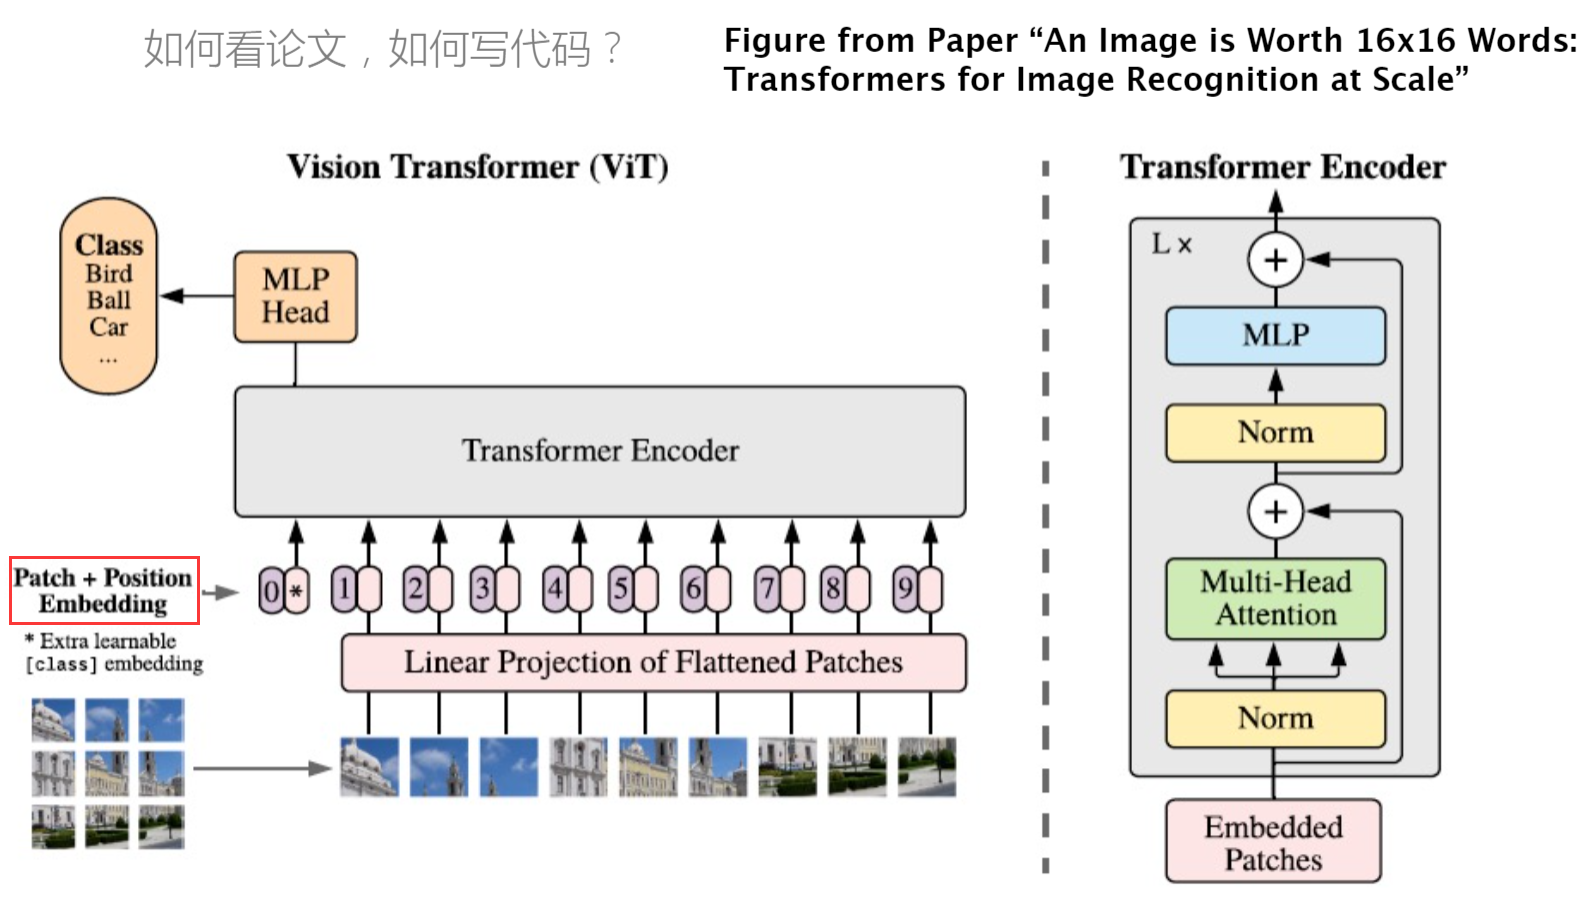 如何看论文，如何写代码？
Figure from Paper “An Image is Worth 16x16 Words:
Transformers for Image Recognition at Scale”
Vision Transformer (ViT)
Class
Bird
Ball
Car
...
MLP
Head
Transformer Encoder
Patch + Position
Embedding
* Extra learnable
[class] embedding
0 * 1 2 3 4 5 6 7 8 9
Linear Projection of Flattened Patches
Transformer Encoder
L ×
+
MLP
Norm
+
Multi-Head
Attention
Norm
Embedded
Patches